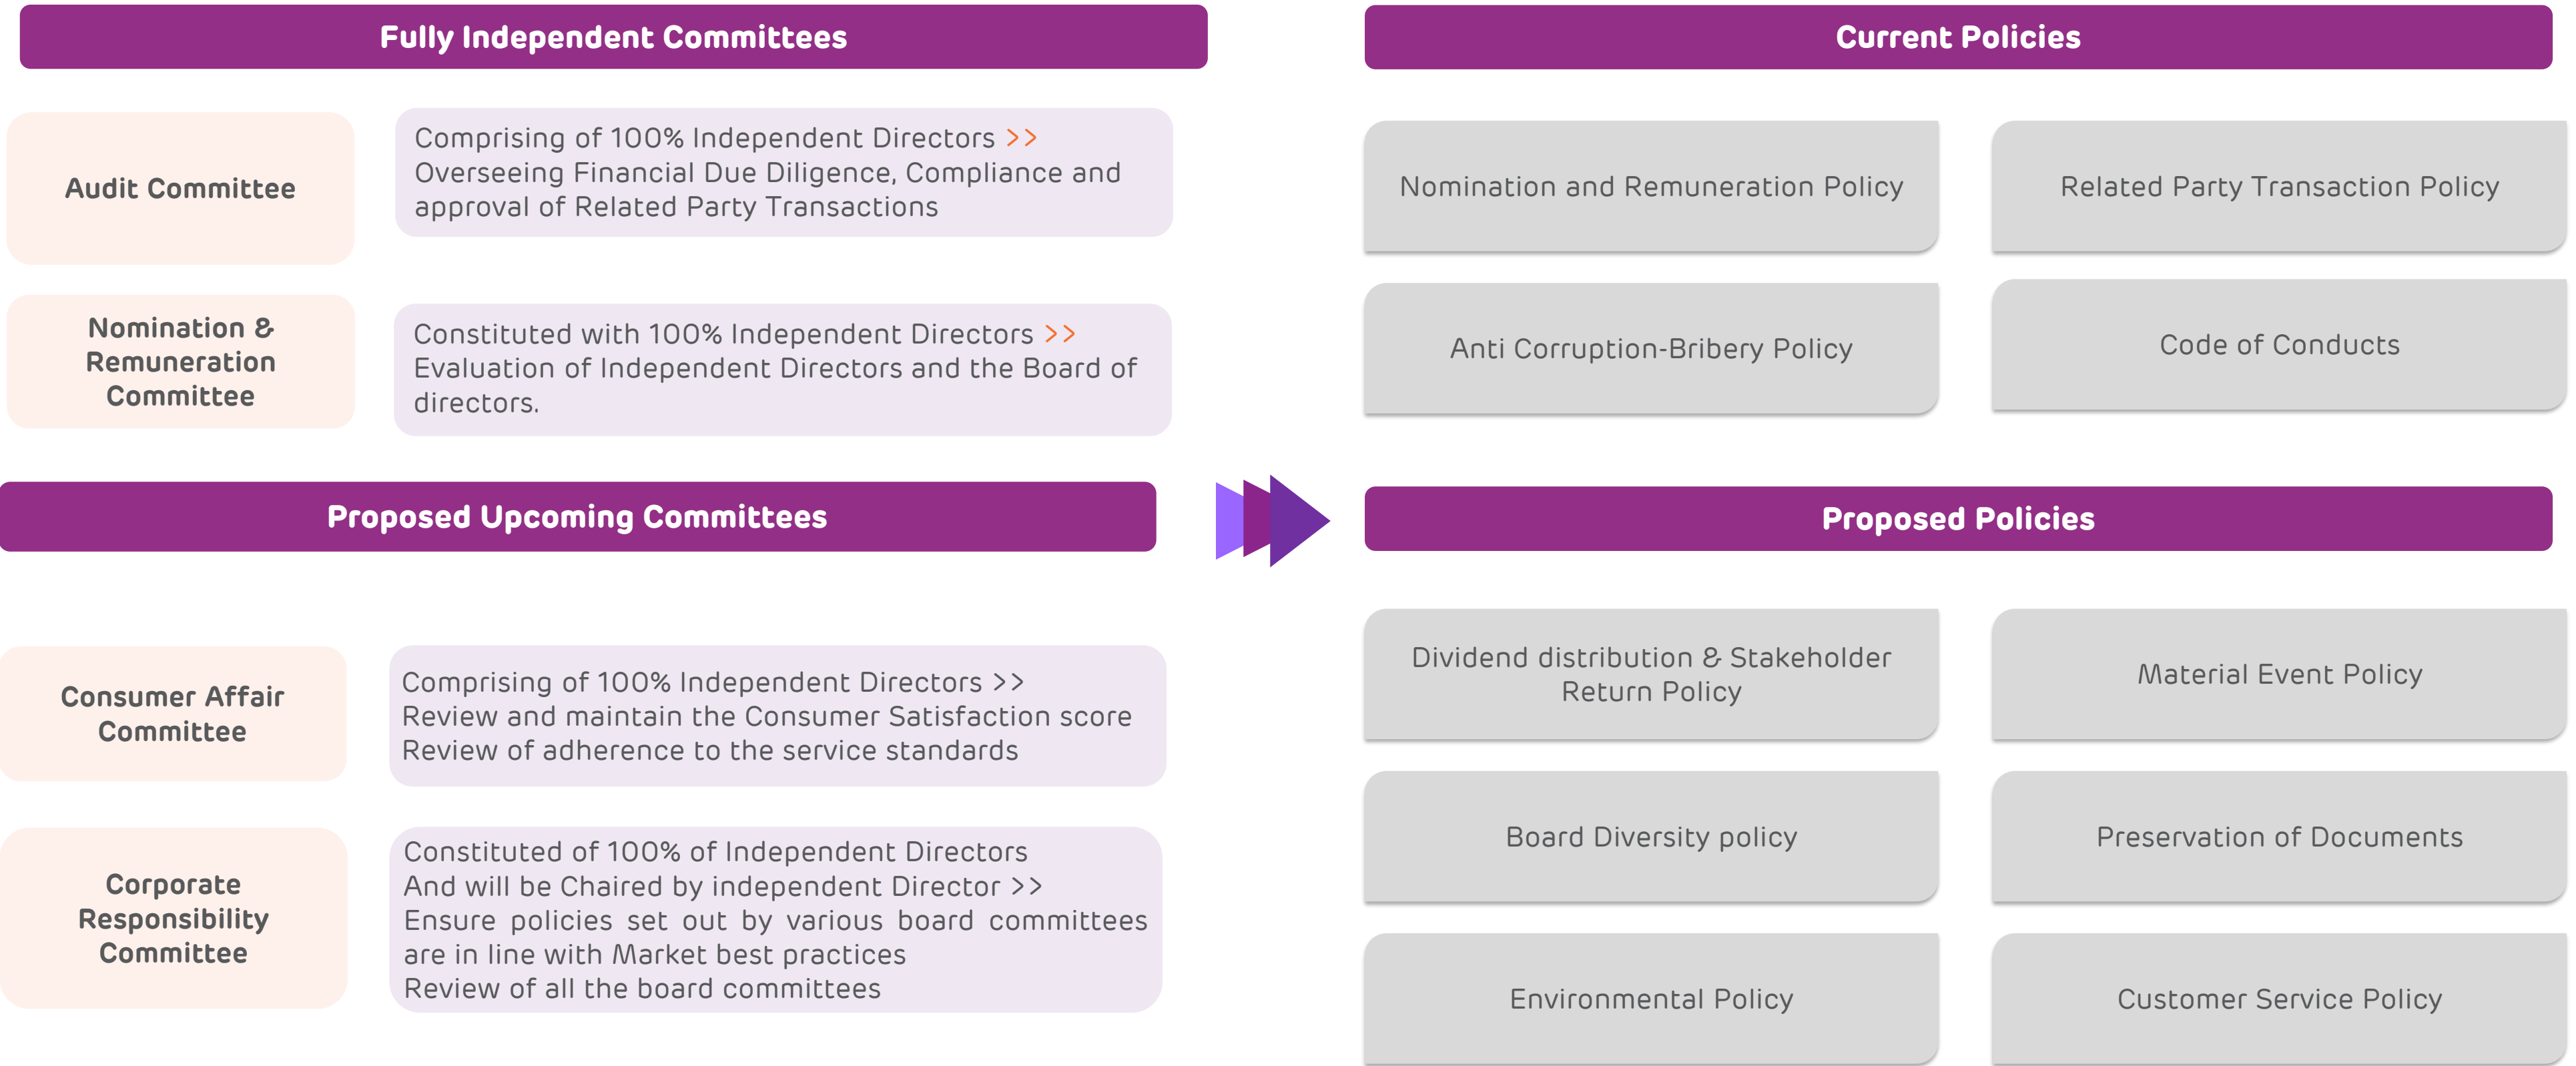 Fully Independent Committees
Audit Committee
Comprising of 100% Independent Directors >>
Overseeing Financial Due Diligence, Compliance and
approval of Related Party Transactions
Nomination &
Remuneration
Committee
Constituted with 100% Independent Directors >>
Evaluation of Independent Directors and the Board of
directors.
Proposed Upcoming Committees
Consumer Affair
Committee
Comprising of 100% Independent Directors >>
Review and maintain the Consumer Satisfaction score
Review of adherence to the service standards
Corporate
Responsibility
Committee
Constituted of 100% of Independent Directors
And will be Chaired by independent Director >>
Ensure policies set out by various board committees
are in line with Market best practices
Review of all the board committees
Current Policies
Nomination and Remuneration Policy
Related Party Transaction Policy
Anti Corruption-Bribery Policy
Code of Conducts
Proposed Policies
Dividend distribution & Stakeholder
Return Policy
Material Event Policy
Board Diversity policy
Preservation of Documents
Environmental Policy
Customer Service Policy